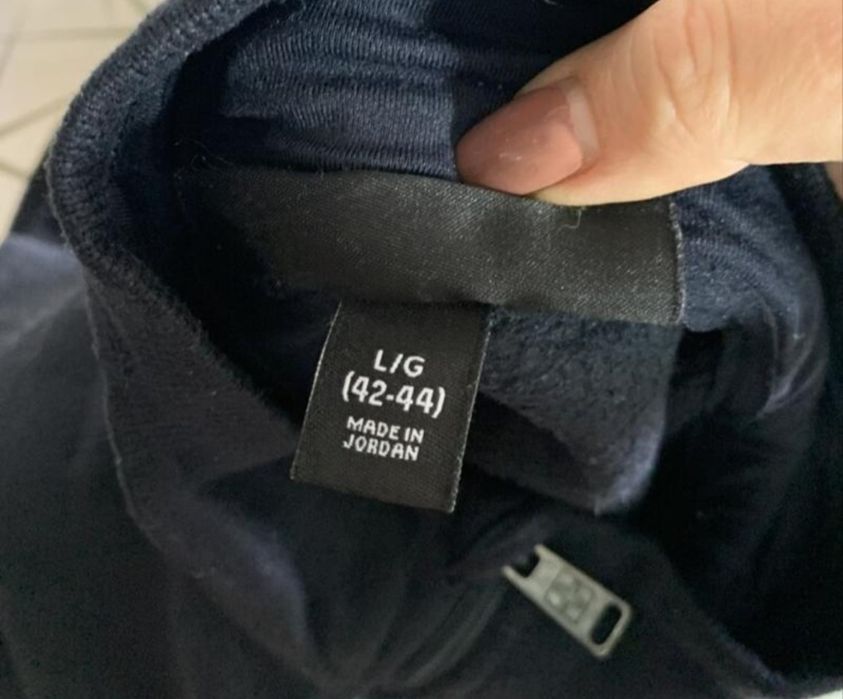 L/G
(42-44)
MADE IN
JORDAN